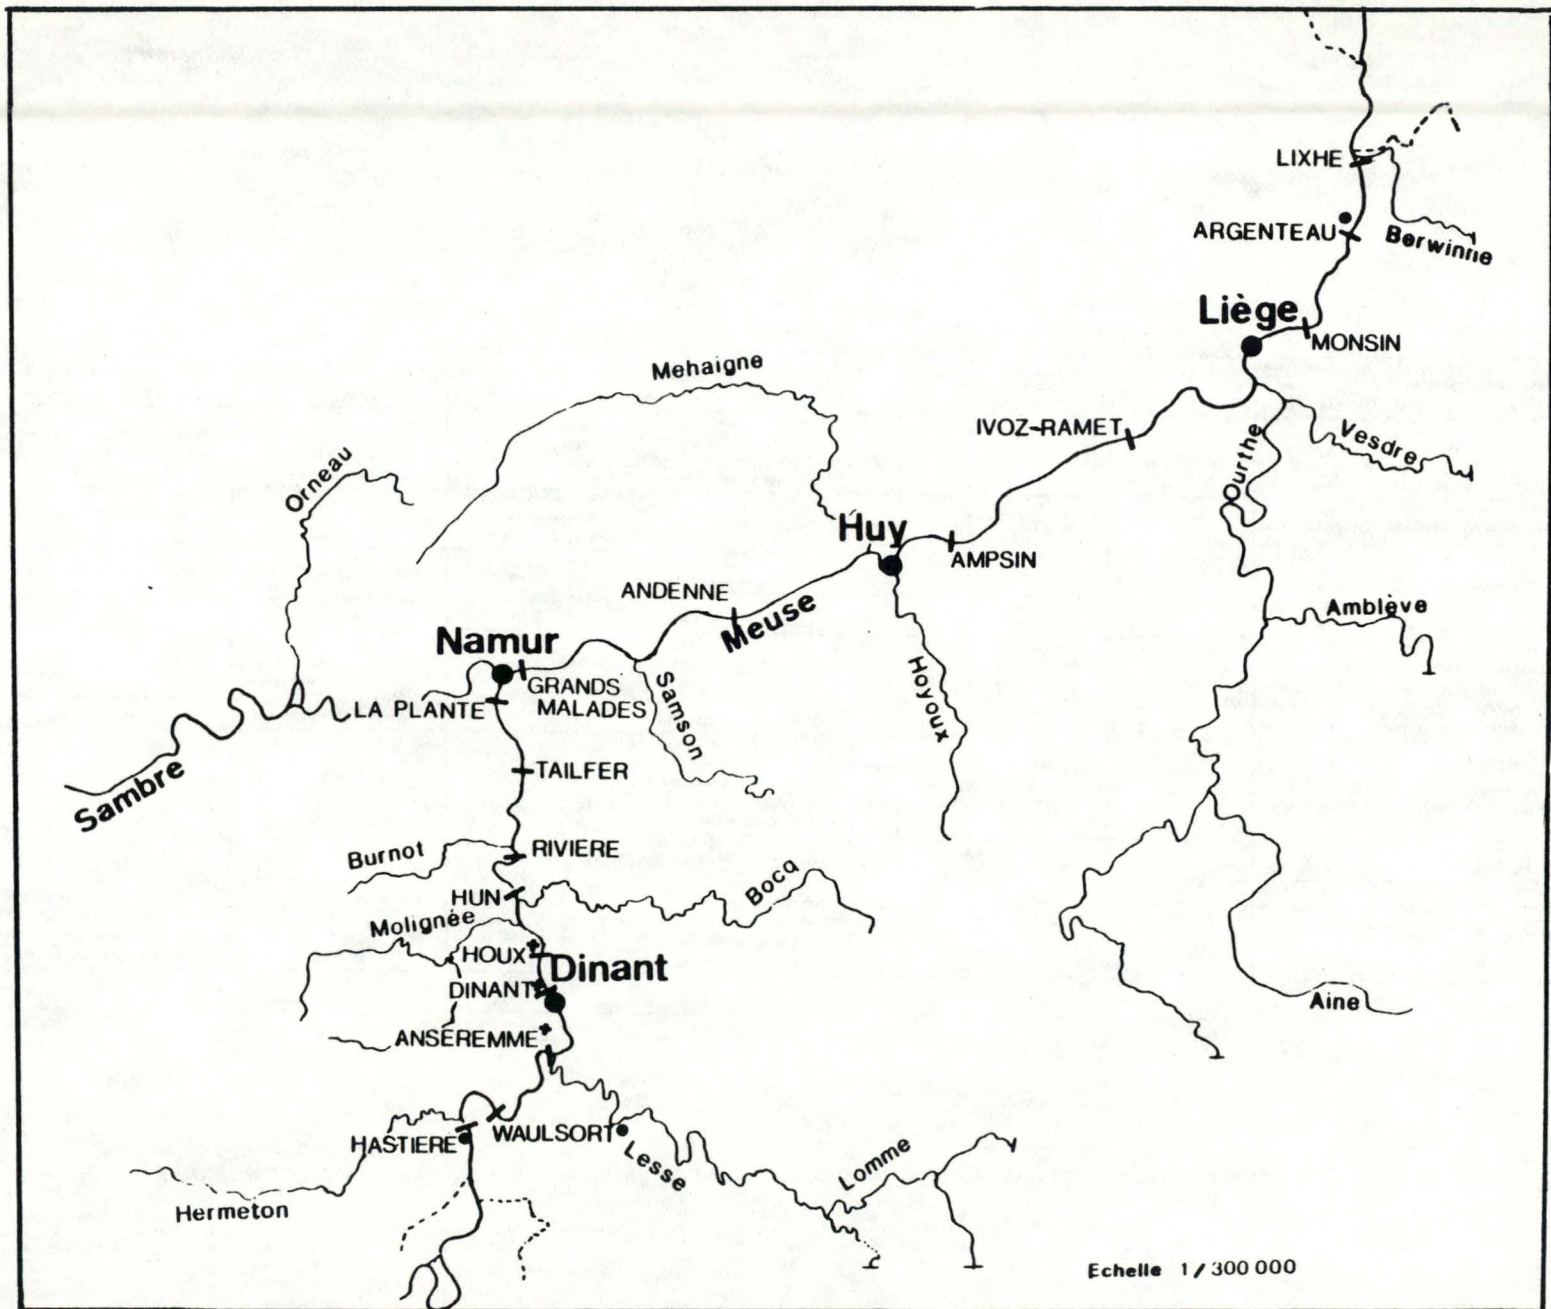 LIXHE
ARGENTEAU
Berwinne
Liège
MONSIN
Mehaigne
IVOZ-RAMET
Vesdre
Ourthe
Orneau
Huy
AMPSIN
ANDENNE
Meuse
Amblève
Namur
GRANDS
MALADES
LA PLANTE
Samson
Hoyoux
TAILFER
Sambre
Burnot
RIVIERE
HUN
Bocq
Molignée
HOUX
Dinant
DINANT
Aine
ANSEREMME
HASTIERE
WAULSORT
Lesse
Lomme
Hermeton
Echelle 1/300 000